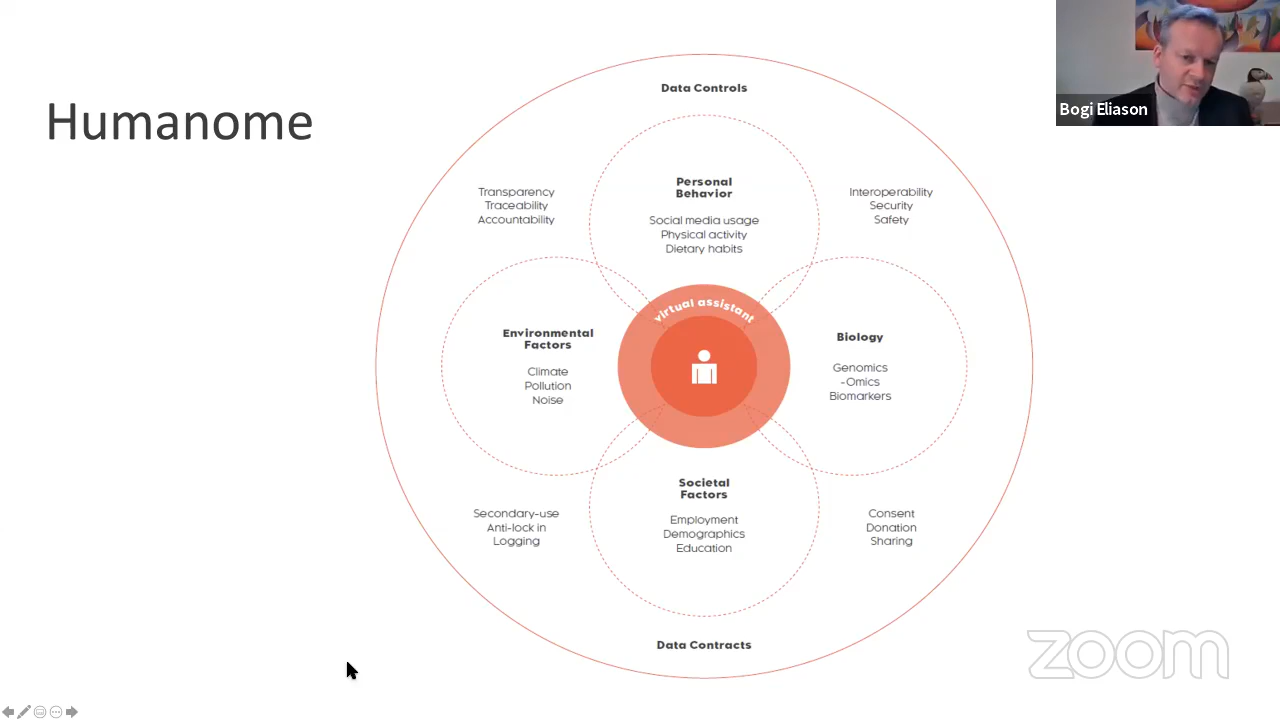 Humanome
Bogi Eliason
Data Controls
Transparency
Traceability
Accountability
Personal
Behavior
Social media usage
Physical activity
Dietary habits
Interoperability
Security
Safety
virtual assistant
Environmental
Factors
Climate
Pollution
Noise
Biology
Genomics
-Omics
Biomarkers
Societal
Factors
Employment
Demographics
Education
Secondary-use
Anti-lock in
Logging
Consent
Donation
Sharing
Data Contracts
zoom